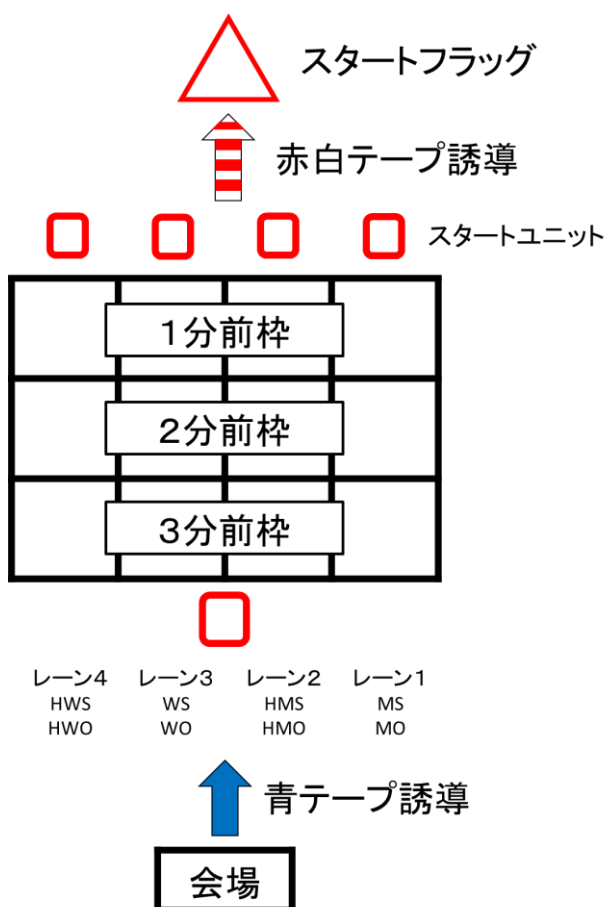 スタートフラッグ
赤白テープ誘導
スタートユニット
１分前枠
２分前枠
３分前枠
レーン4 レーン3 レーン2 レーン1
HWS WS HMS MS
HWO WO HMO MO
青テープ誘導
会場